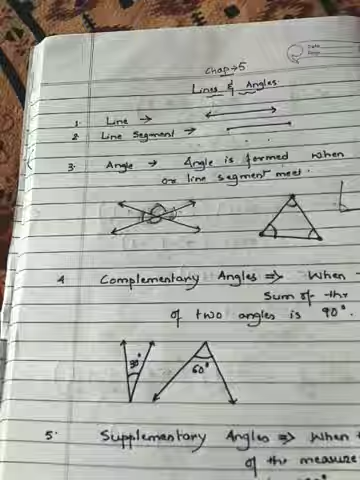 Date
Page
Chap→5
Lines & Angles
1. Line →
2. Line Segment →
3. Angle → Angle is formed when
or line segment meet.
4 Complementary Angles ⇒ When
Sum of the
of two angles is 90°.
30°
60°
5. Supplementary Angles ⇒ When
of the measure